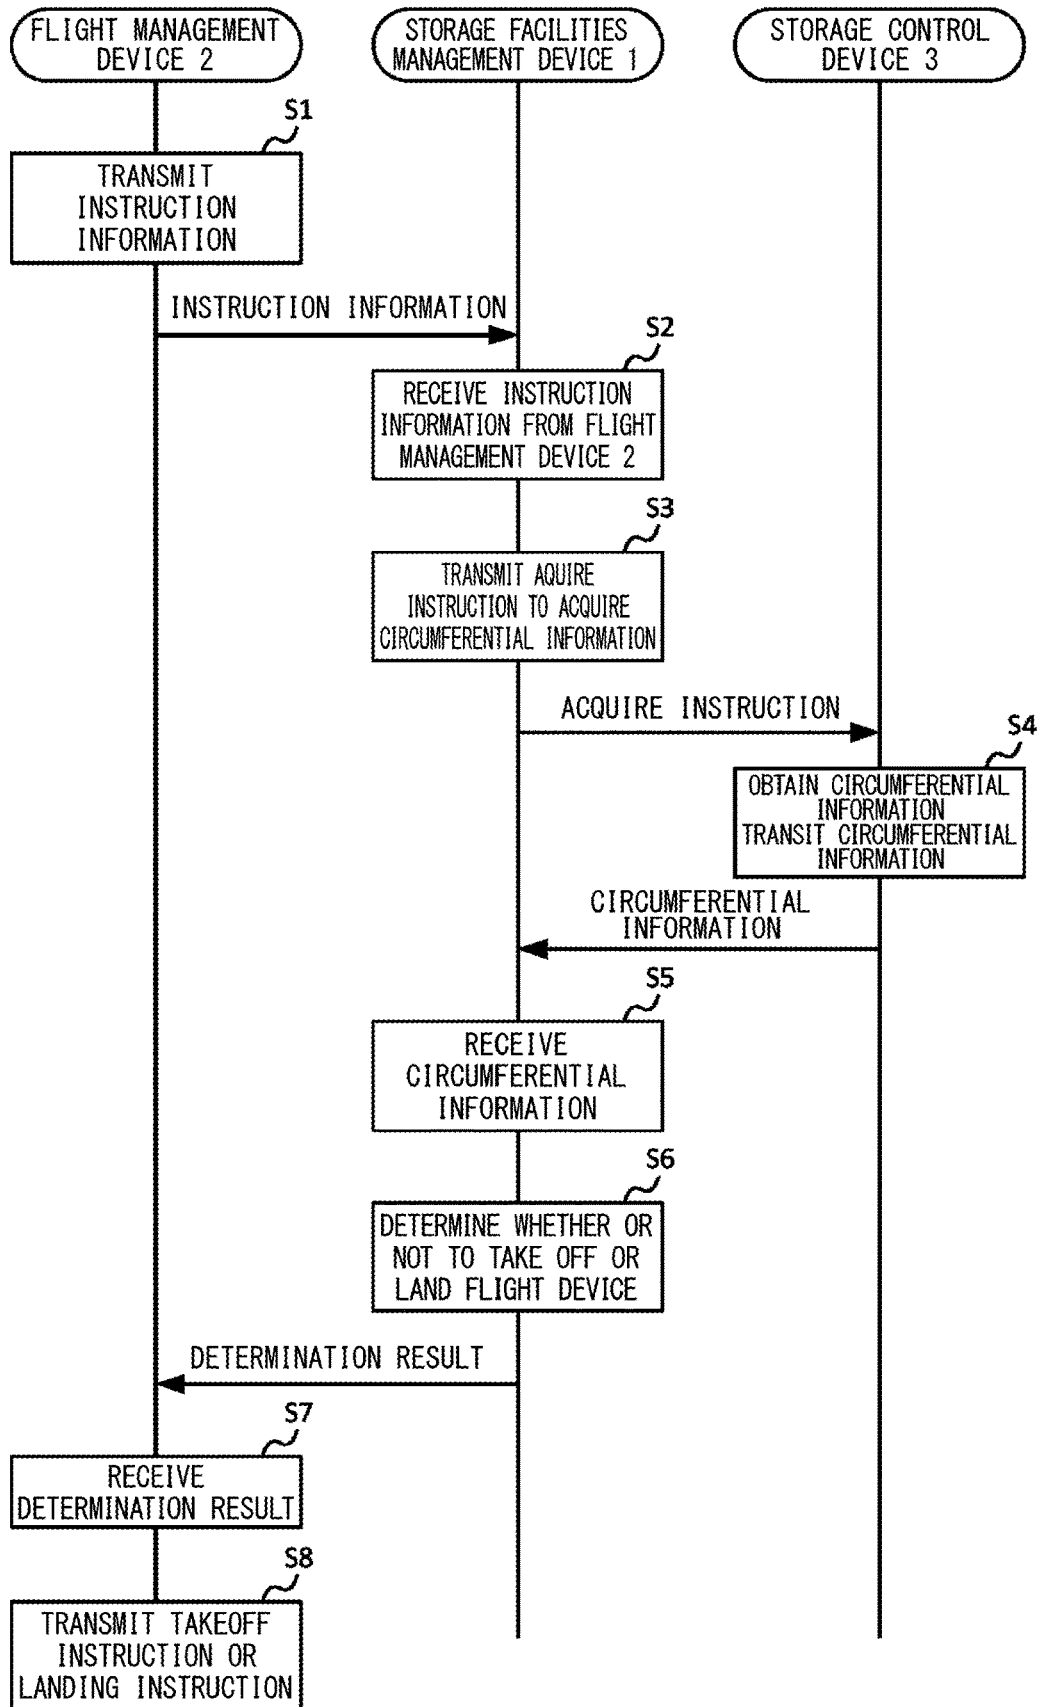 FLIGHT MANAGEMENT
DEVICE 2
STORAGE FACILITIES
MANAGEMENT DEVICE 1
STORAGE CONTROL
DEVICE 3
S1
TRANSMIT
INSTRUCTION
INFORMATION
INSTRUCTION INFORMATION
S2
RECEIVE INSTRUCTION
INFORMATION FROM FLIGHT
MANAGEMENT DEVICE 2
S3
TRANSMIT AQUIRE
INSTRUCTION TO ACQUIRE
CIRCUMFERENTIAL INFORMATION
ACQUIRE INSTRUCTION
S4
OBTAIN CIRCUMFERENTIAL
INFORMATION
TRANSIT CIRCUMFERENTIAL
INFORMATION
CIRCUMFERENTIAL
INFORMATION
S5
RECEIVE
CIRCUMFERENTIAL
INFORMATION
S6
DETERMINE WHETHER OR
NOT TO TAKE OFF OR
LAND FLIGHT DEVICE
DETERMINATION RESULT
S7
RECEIVE
DETERMINATION RESULT
S8
TRANSMIT TAKEOFF
INSTRUCTION OR
LANDING INSTRUCTION